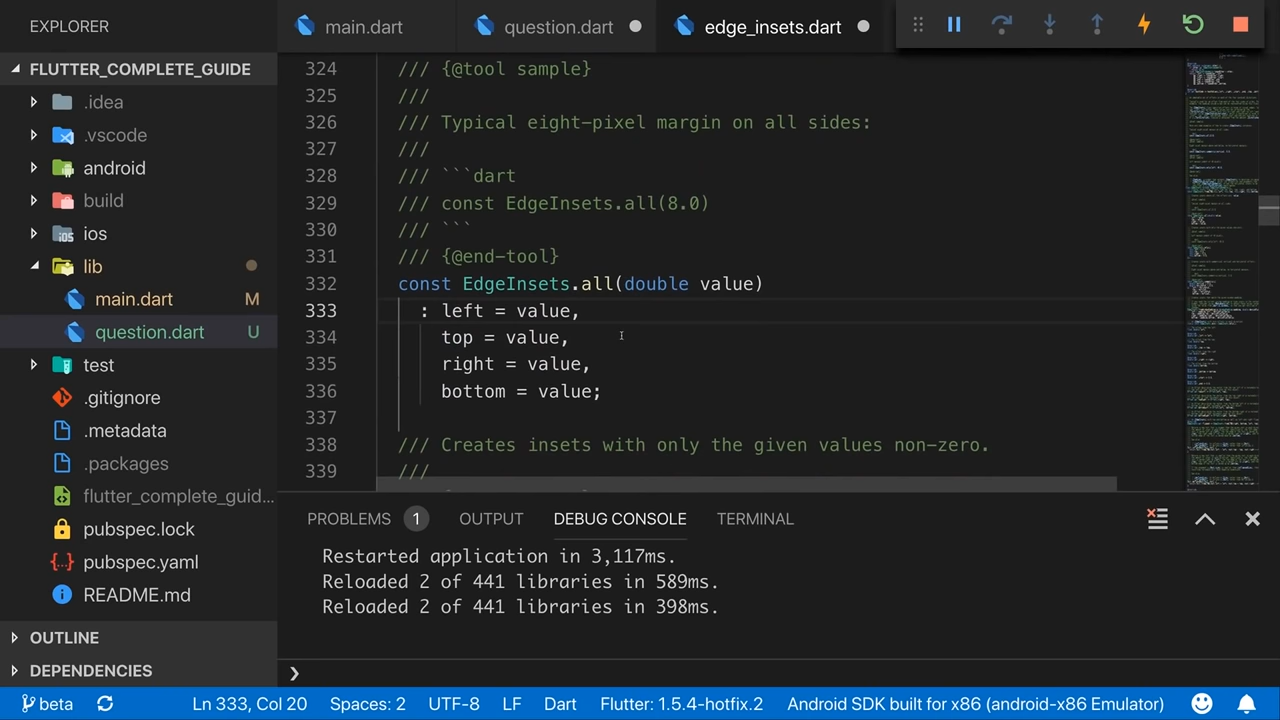 EXPLORER
main.dart
question.dart
edge_insets.dart
FLUTTER_COMPLETE_GUIDE
.idea
.vscode
android
build
ios
lib
main.dart M
question.dart U
test
.gitignore
.metadata
.packages
flutter_complete_guid...
pubspec.lock
pubspec.yaml
README.md
OUTLINE
DEPENDENCIES
324 /// {@tool sample}
325 ///
326 /// Typical eight-pixel margin on all sides:
327 ///
328 /// ```dart
329 /// const EdgeInsets.all(8.0)
330 /// ```
331 /// {@end-tool}
332 const EdgeInsets.all(double value)
333 : left = value,
334 top = value,
335 right = value,
336 bottom = value;
337
338 /// Creates insets with only the given values non-zero.
339 ///
PROBLEMS 1 OUTPUT DEBUG CONSOLE TERMINAL
Restarted application in 3,117ms.
Reloaded 2 of 441 libraries in 589ms.
Reloaded 2 of 441 libraries in 398ms.
beta Ln 333, Col 20 Spaces: 2 UTF-8 LF Dart Flutter: 1.5.4-hotfix.2 Android SDK built for x86 (android-x86 Emulator)